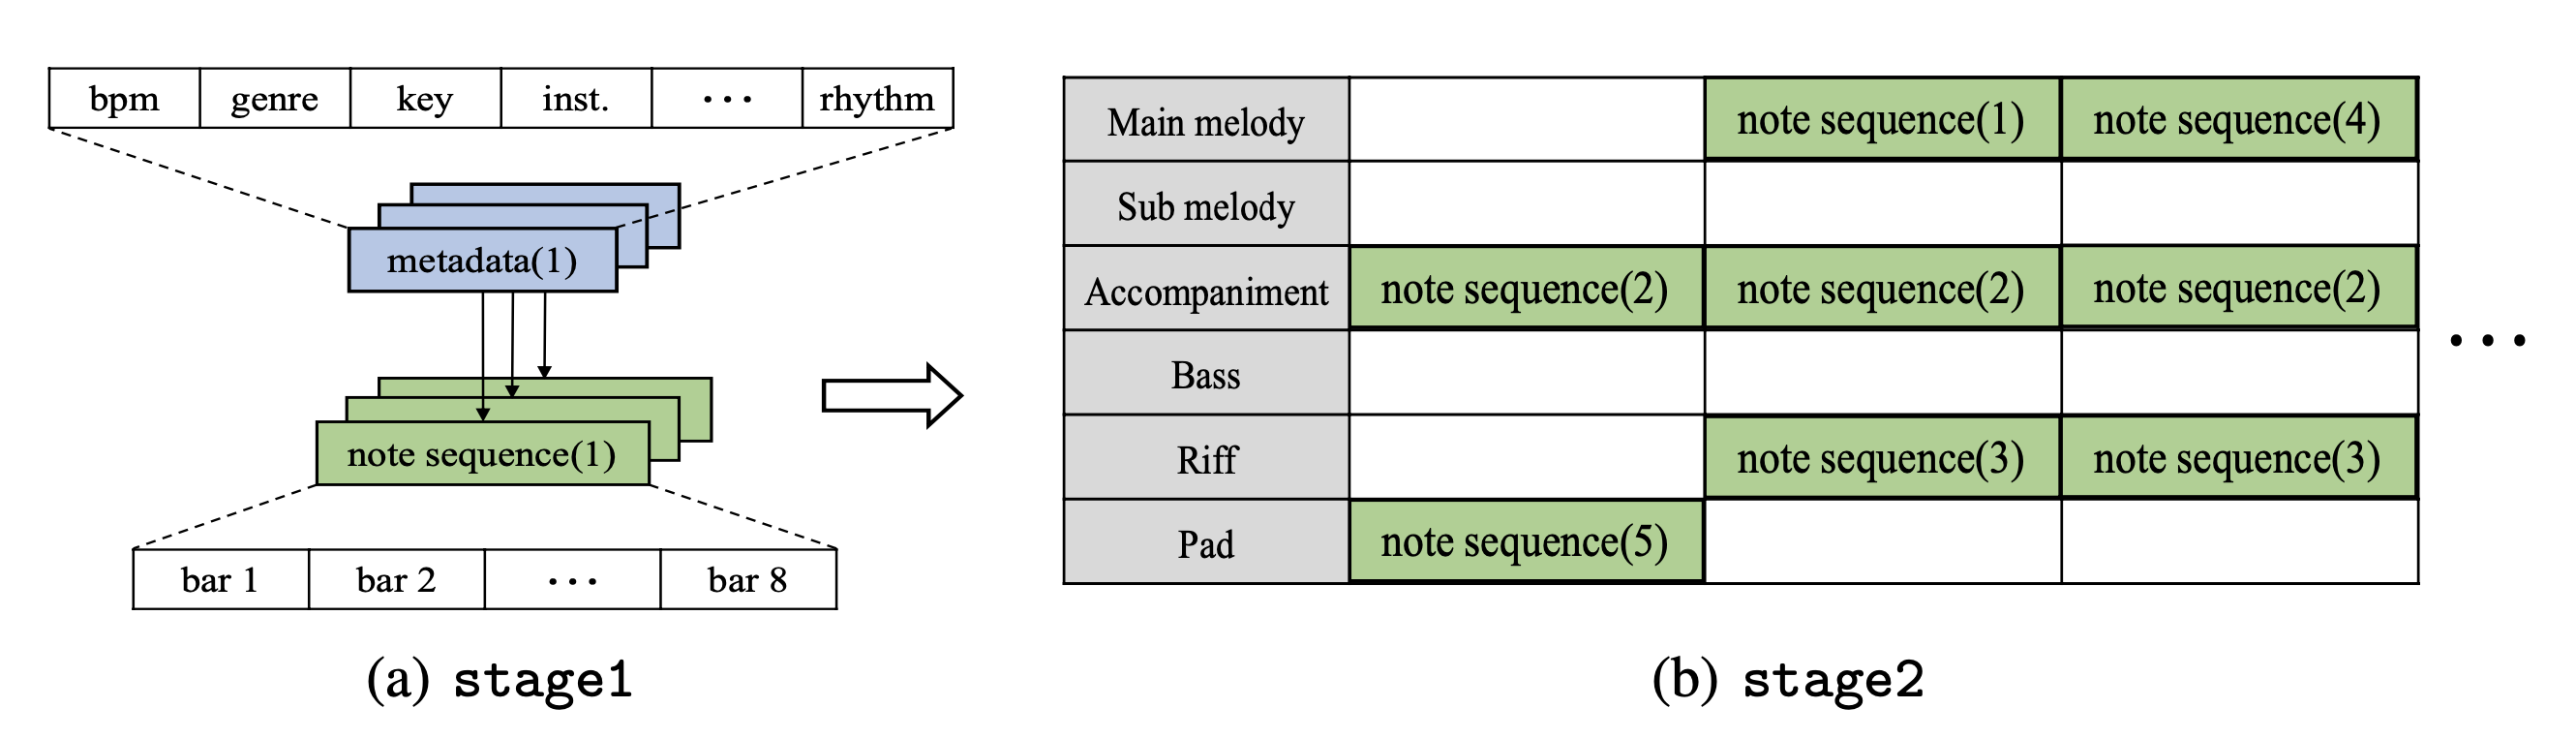 bpm genre key inst. ··· rhythm
metadata(1)
note sequence(1)
bar 1 bar 2 ··· bar 8
(a) stage1
Main melody note sequence(1) note sequence(4)
Sub melody
Accompaniment note sequence(2) note sequence(2) note sequence(2)
Bass
Riff note sequence(3) note sequence(3)
Pad note sequence(5)
···
(b) stage2